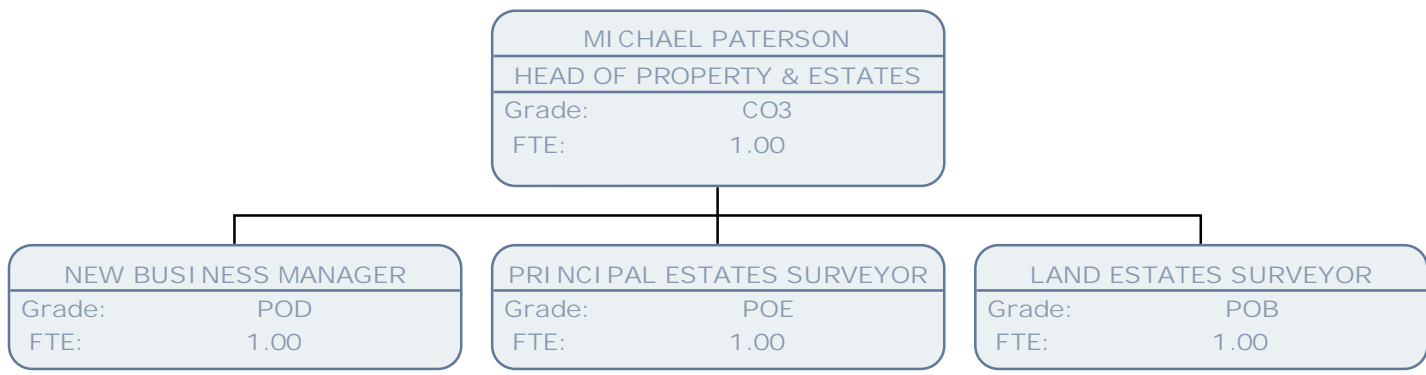 MICHAEL PATERSON
HEAD OF PROPERTY & ESTATES
Grade: CO3
FTE: 1.00
NEW BUSINESS MANAGER
Grade: POD
FTE: 1.00
PRINCIPAL ESTATES SURVEYOR
Grade: POE
FTE: 1.00
LAND ESTATES SURVEYOR
Grade: POB
FTE: 1.00